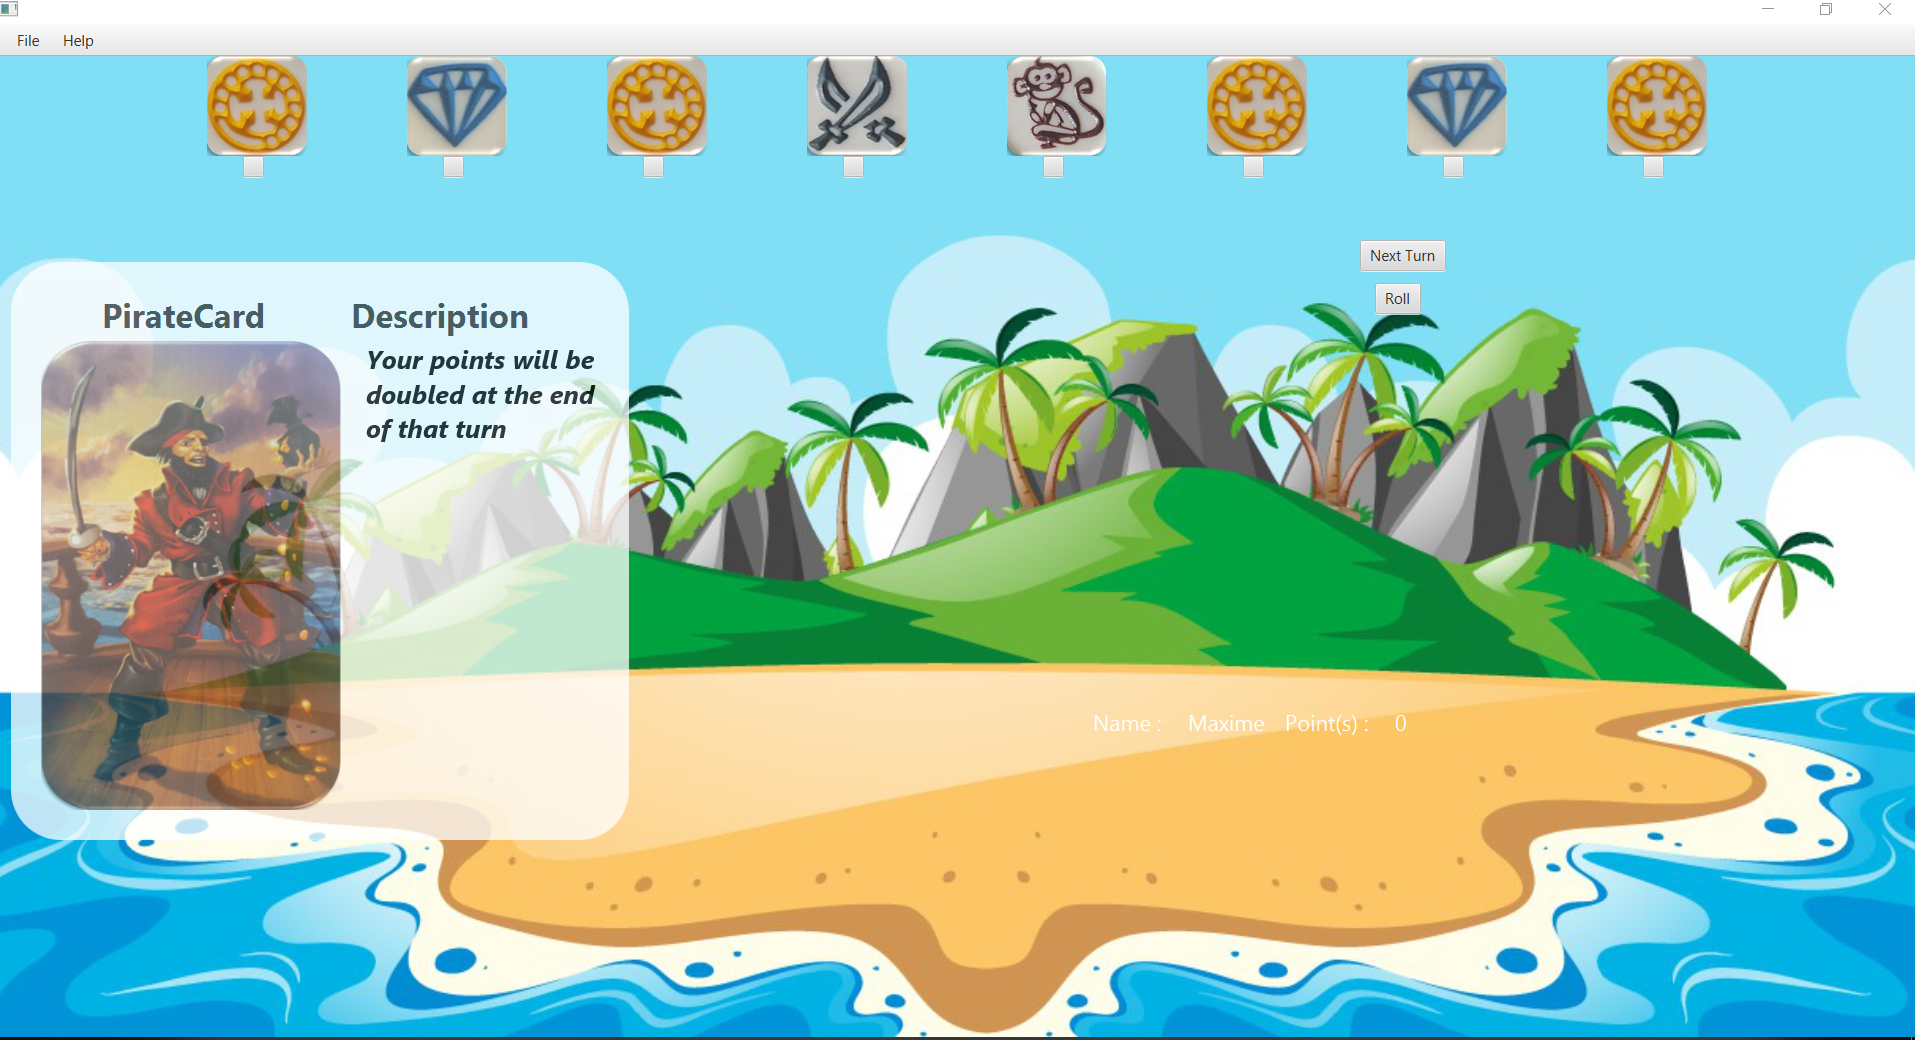 File Help
Next Turn
Roll
PirateCard Description
Your points will be
doubled at the end
of that turn
Name : Maxime Point(s) : 0